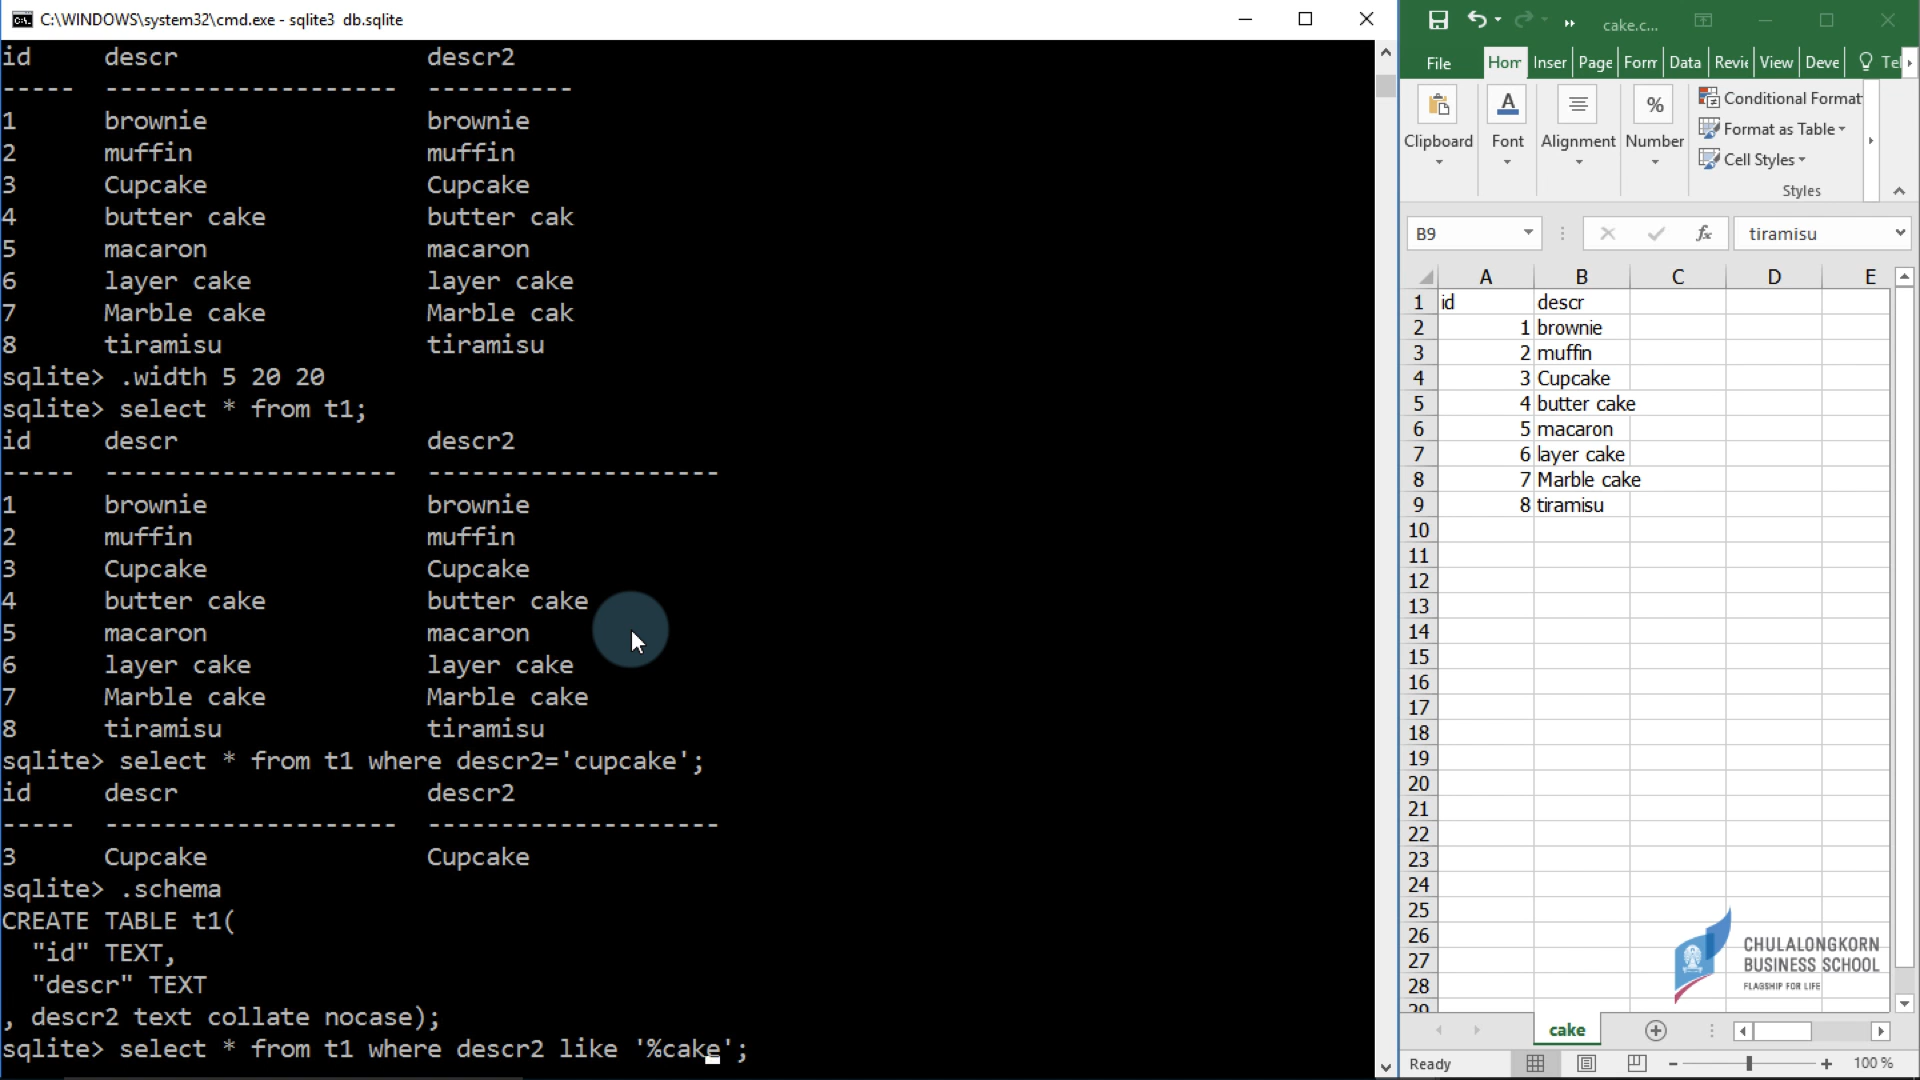 C:\WINDOWS\system32\cmd.exe - sqlite3 db.sqlite
id descr descr2
----- -------------------- ----------
1 brownie brownie
2 muffin muffin
3 Cupcake Cupcake
4 butter cake butter cak
5 macaron macaron
6 layer cake layer cake
7 Marble cake Marble cak
8 tiramisu tiramisu
sqlite> .width 5 20 20
sqlite> select * from t1;
id descr descr2
----- -------------------- --------------------
1 brownie brownie
2 muffin muffin
3 Cupcake Cupcake
4 butter cake butter cake
5 macaron macaron
6 layer cake layer cake
7 Marble cake Marble cake
8 tiramisu tiramisu
sqlite> select * from t1 where descr2='cupcake';
id descr descr2
----- -------------------- --------------------
3 Cupcake Cupcake
sqlite> .schema
CREATE TABLE t1(
"id" TEXT,
"descr" TEXT
, descr2 text collate nocase);
sqlite> select * from t1 where descr2 like '%cake';
cake.c...
File Hom Inser Page Form Data Revie View Deve Tel
Clipboard Font Alignment % Number
Conditional Format
Format as Table
Cell Styles
Styles
B9 fx tiramisu
A B C D E
1 id descr
2 1 brownie
3 2 muffin
4 3 Cupcake
5 4 butter cake
6 5 macaron
7 6 layer cake
8 7 Marble cake
9 8 tiramisu
10
11
12
13
14
15
16
17
18
19
20
21
22
23
24
25
26
27
28
29
CHULALONGKORN
BUSINESS SCHOOL
FLAGSHIP FOR LIFE
cake
Ready 100 %